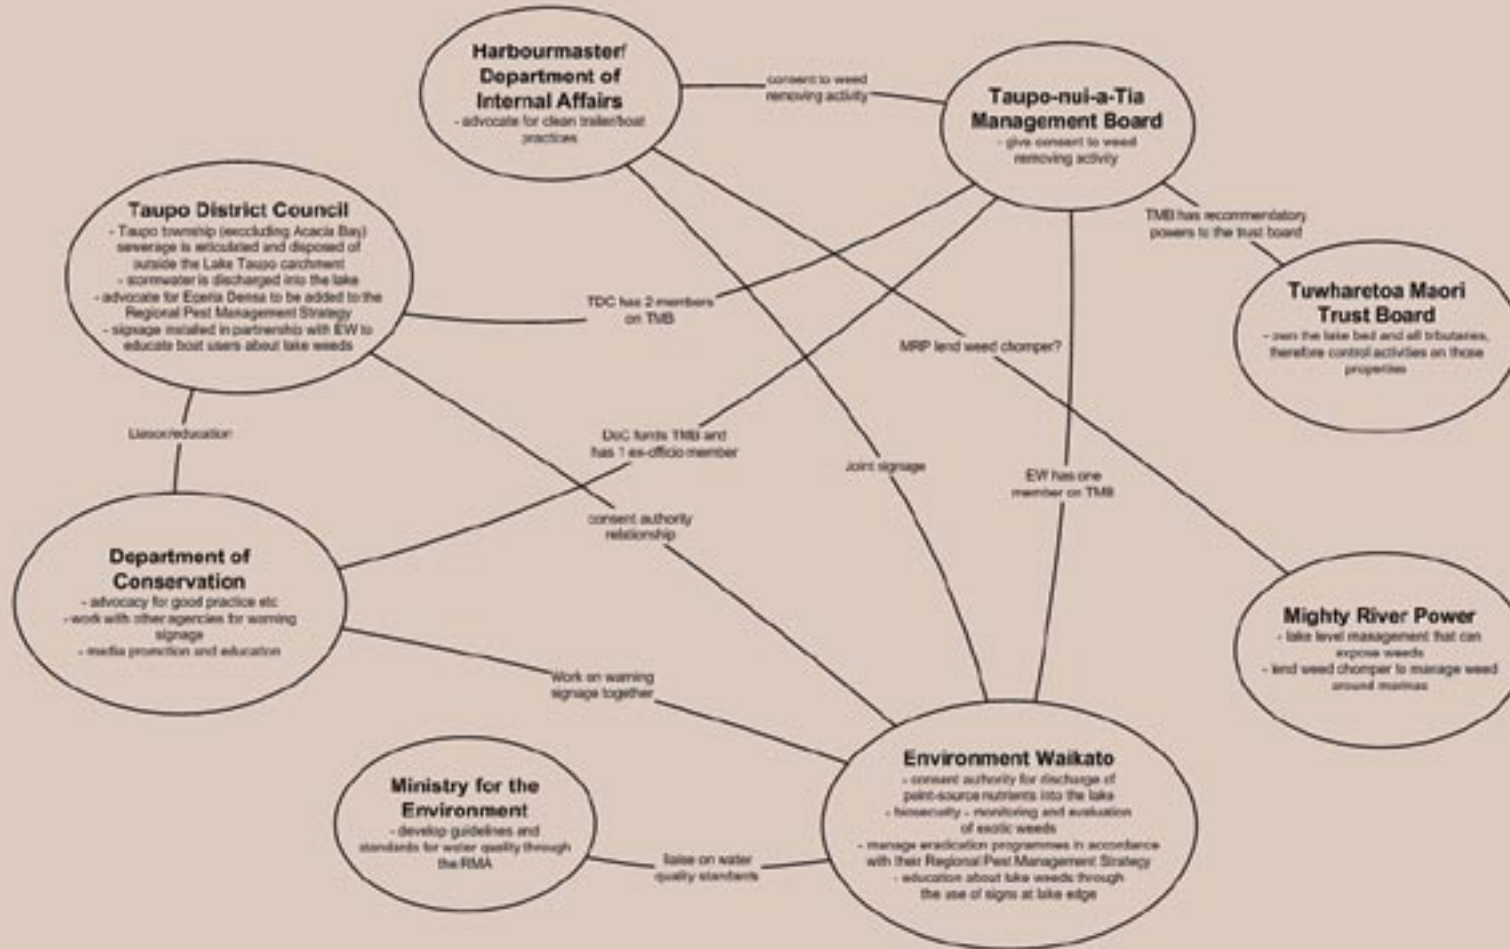 Harbourmaster/
Department of
Internal Affairs
- advocate for clean trailer/boat
practices
consent to weed
removing activity
Taupo-nui-a-Tia
Management Board
- give consent to weed
removing activity
Taupo District Council
- Taupo township (exccluding Acacia Bay)
sewerage is reticulated and disposed of
outside the Lake Taupo carchment
- stormwater is discharged into the lake
- advocate for Egeria Densa to be added to the
Regional Pest Management Strategy
- signage installed in partnership with EW to
educate boat users about lake weeds
TMB has recommendatory
powers to the trust board
Tuwharetoa Maori
Trust Board
- own the lake bed and all tributaries,
therefore control activities on those
properties
TDC has 2 members
on TMB
MRP lend weed chomper?
Liason/education
DoC funds TMB and
has 1 ex-officio member
Joint signage
EW has one
member on TMB
consent authority
relationship
Department of
Conservation
- advocacy for good practice etc
- work with other agencies for warning
signage
- media promotion and education
Mighty River Power
- lake level management that can
expose weeds
- lend weed chomper to manage weed
around marinas
Work on warning
signage together
Ministry for the
Environment
- develop guidelines and
standards for water quality through
the RMA
liaise on water
quality standards
Environment Waikato
- consent authority for discharge of
point-source nutrients into the lake
- biosecurity - monitoring and evaluation
of exotic weeds
- manage eradication programmes in accordance
with their Regional Pest Management Strategy
- education about lake weeds through
the use of signs at lake edge